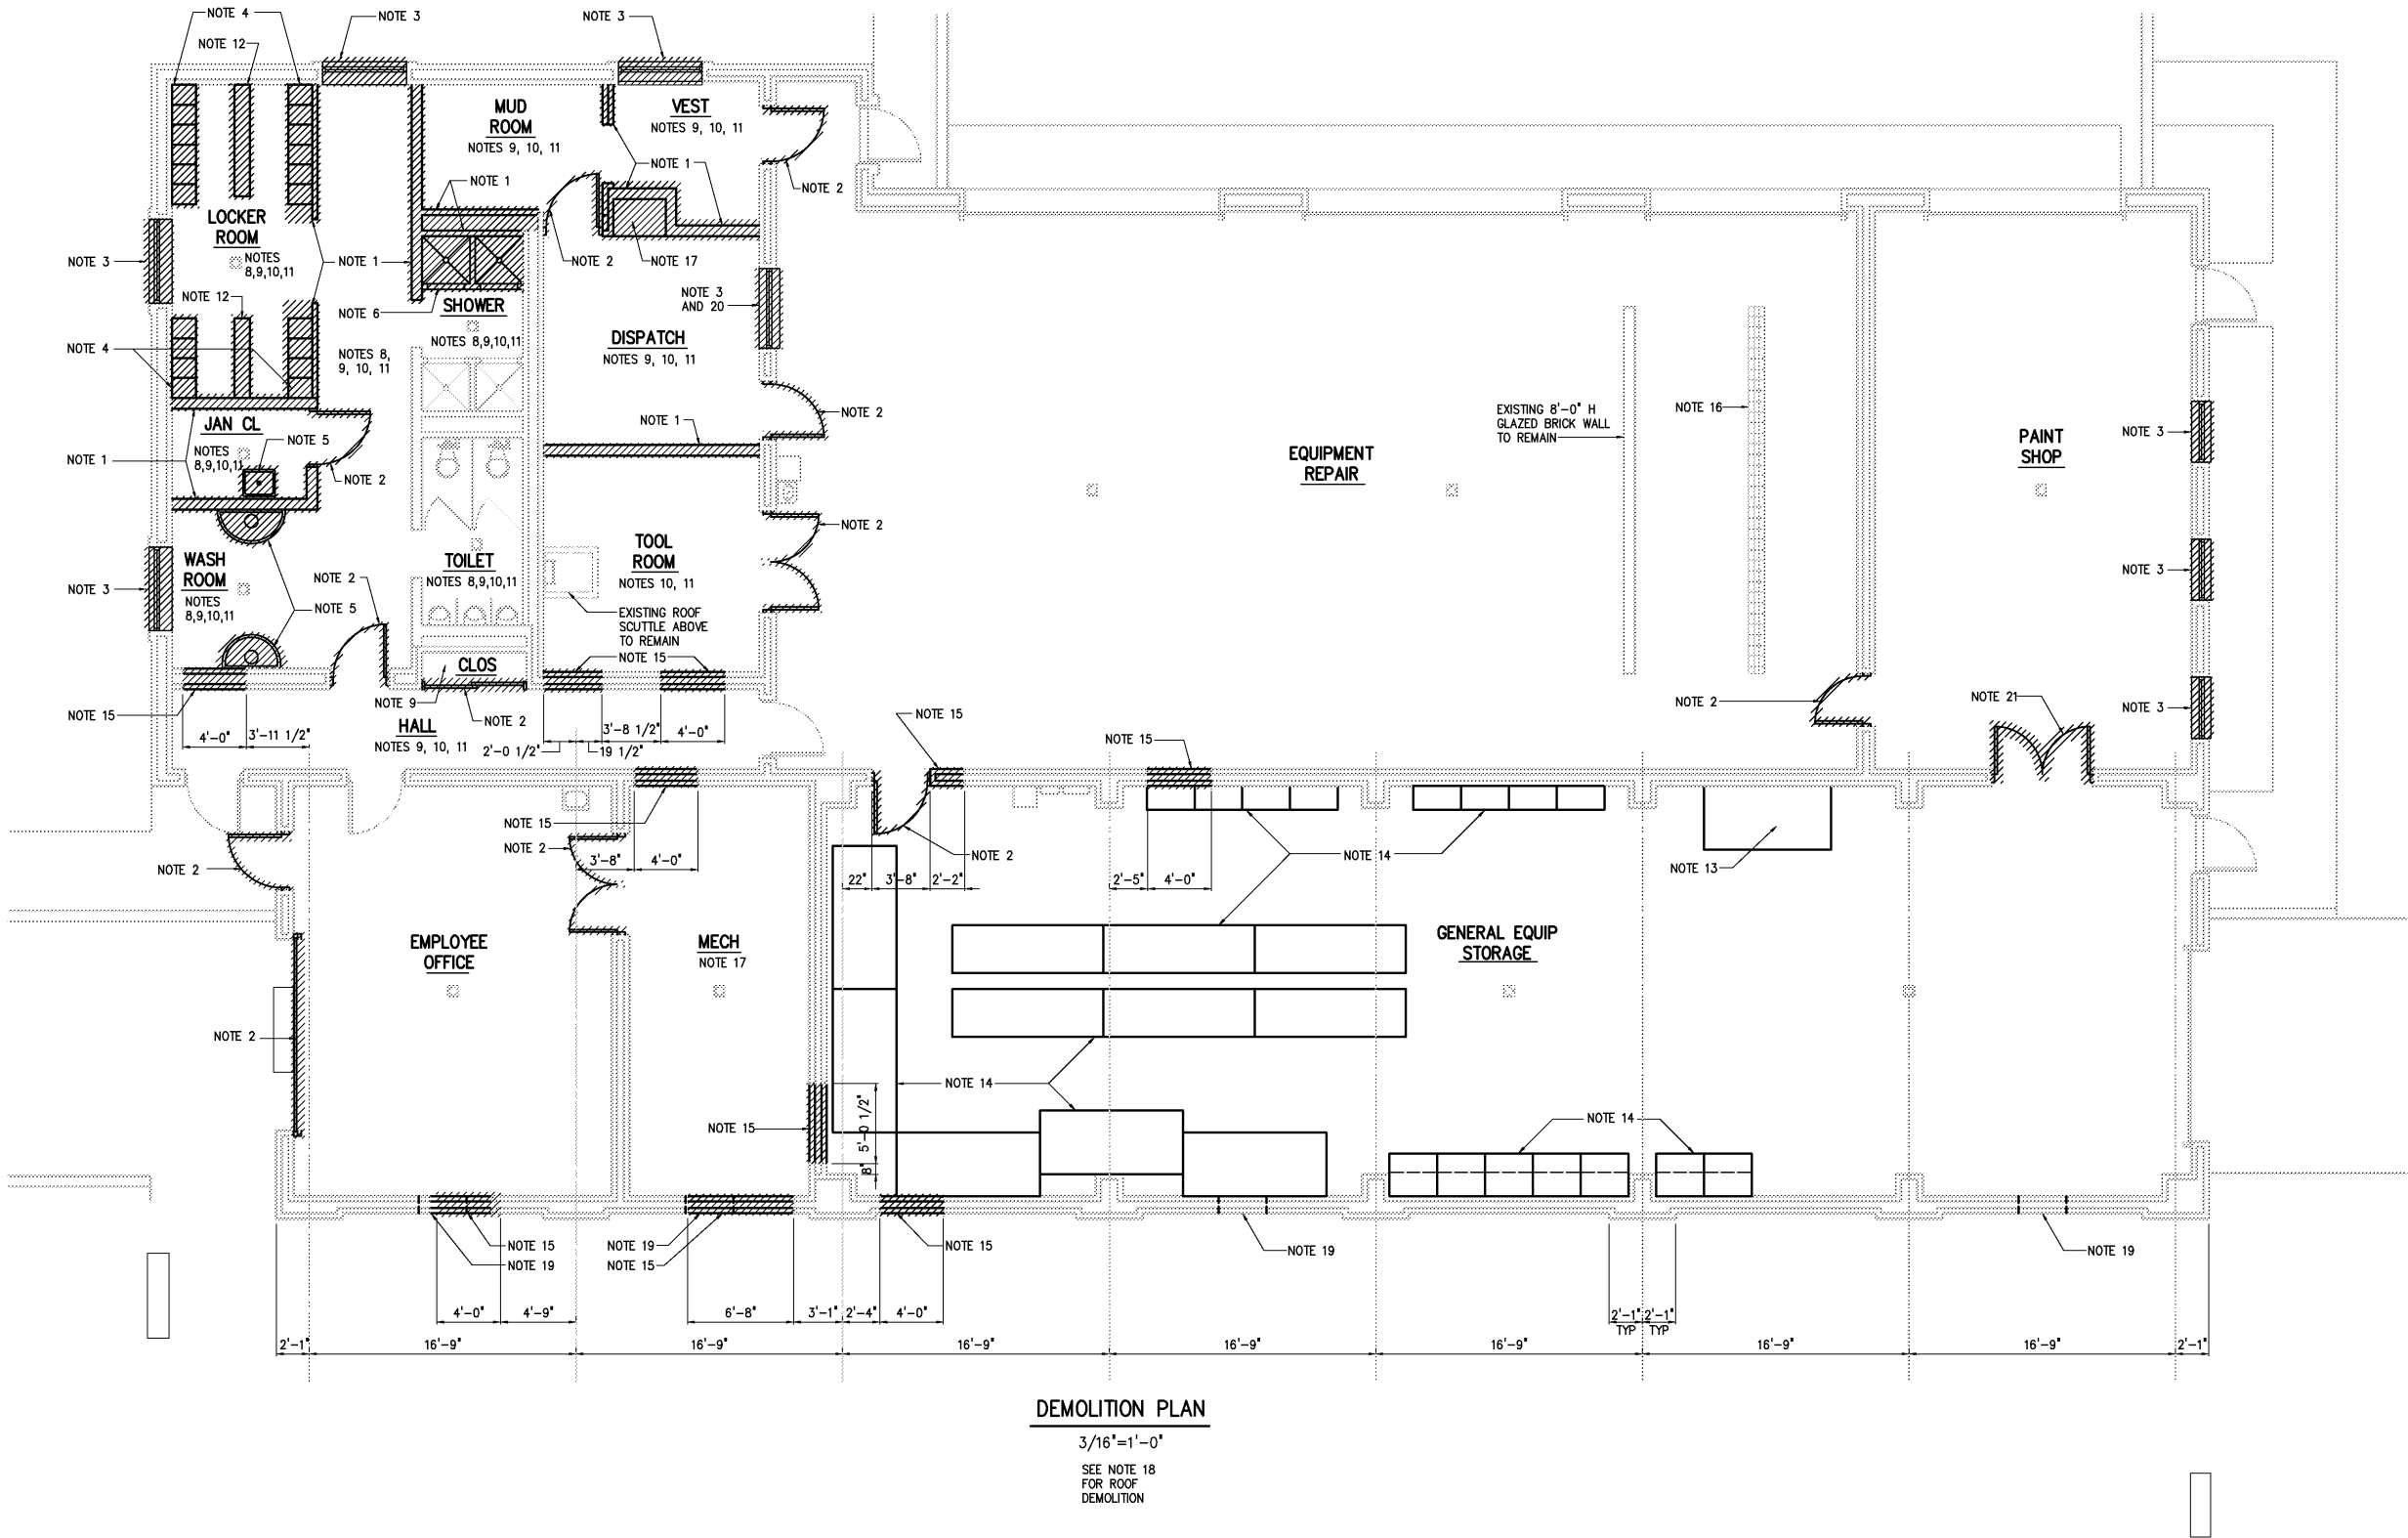 NOTE 4
NOTE 3
NOTE 3
NOTE 12
MUD
ROOM
NOTES 9, 10, 11
VEST
NOTES 9, 10, 11
NOTE 1
NOTE 1
NOTE 2
LOCKER
ROOM
NOTES
8,9,10,11
NOTE 3
NOTE 1
NOTE 2
NOTE 17
NOTE 12
NOTE 6
SHOWER
NOTES 8,9,10,11
NOTE 3
AND 20
DISPATCH
NOTES 9, 10, 11
NOTE 4
NOTES 8,
9, 10, 11
NOTE 2
NOTE 1
JAN CL
NOTES
8,9,10,11
NOTE 5
NOTE 1
NOTE 2
EXISTING 8'-0" H
GLAZED BRICK WALL
TO REMAIN
NOTE 16
EQUIPMENT
REPAIR
PAINT
SHOP
NOTE 3
NOTE 2
TOOL
ROOM
NOTES 10, 11
WASH
ROOM
NOTES
8,9,10,11
TOILET
NOTES 8,9,10,11
NOTE 2
NOTE 3
NOTE 5
NOTE 3
EXISTING ROOF
SCUTTLE ABOVE
TO REMAIN
NOTE 15
CLOS
NOTE 9
NOTE 2
NOTE 15
HALL
NOTES 9, 10, 11
4'-0"
3'-11 1/2"
2'-0 1/2"
3'-8 1/2"
19 1/2"
4'-0"
NOTE 15
NOTE 15
NOTE 2
NOTE 21
NOTE 3
NOTE 15
NOTE 2
NOTE 2
3'-8"
4'-0"
NOTE 2
22"
3'-8"
2'-2"
2'-5"
4'-0"
NOTE 14
NOTE 13
EMPLOYEE
OFFICE
MECH
NOTE 17
GENERAL EQUIP
STORAGE
NOTE 2
NOTE 14
NOTE 15
5'-0 1/2"
8"
NOTE 14
NOTE 15
NOTE 19
NOTE 19
NOTE 15
NOTE 15
NOTE 19
NOTE 19
4'-0"
4'-9"
6'-8"
3'-1"
2'-4"
4'-0"
2'-1"
2'-1"
TYP
TYP
2'-1"
16'-9"
16'-9"
16'-9"
16'-9"
16'-9"
16'-9"
16'-9"
2'-1"
DEMOLITION PLAN
3/16"=1'-0"
SEE NOTE 18
FOR ROOF
DEMOLITION